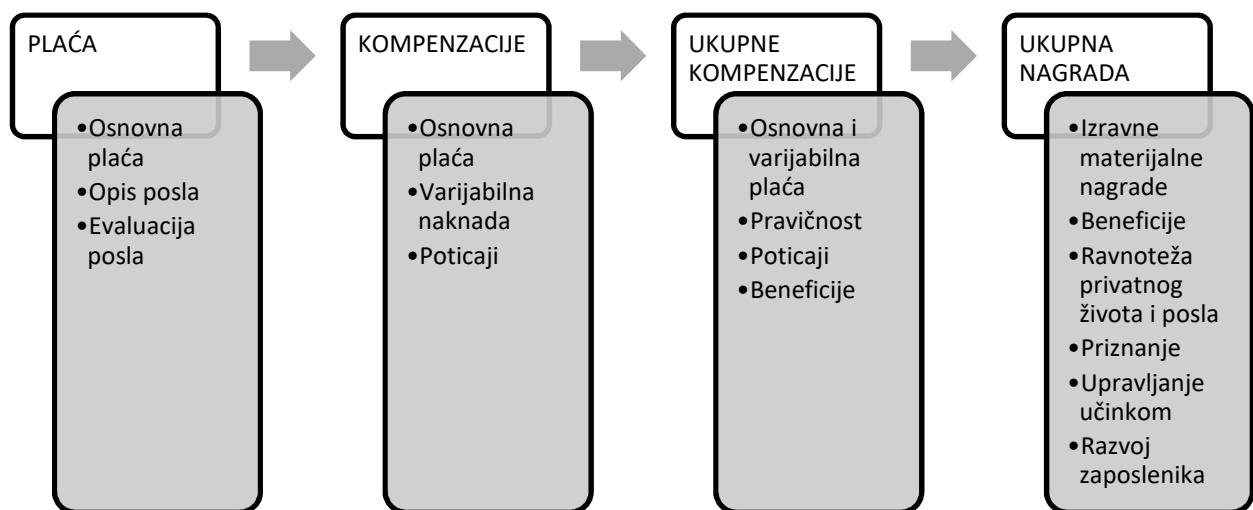 PLAĆA
•Osnovna
plaća
•Opis posla
•Evaluacija
posla
KOMPENZACIJE
•Osnovna
plaća
•Varijabilna
naknada
•Poticaji
UKUPNE
KOMPENZACIJE
•Osnovna i
varijabilna
plaća
•Pravičnost
•Poticaji
•Beneficije
UKUPNA
NAGRADA
•Izravne
materijalne
nagrade
•Beneficije
•Ravnoteža
privatnog
života i posla
•Priznanje
•Upravljanje
učinkom
•Razvoj
zaposlenika